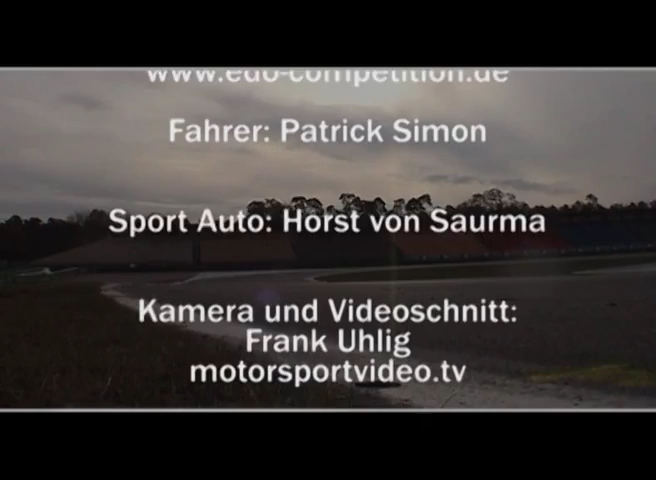 www.edo-competition.de
Fahrer: Patrick Simon
Sport Auto: Horst von Saurma
Kamera und Videoschnitt:
Frank Uhlig
motorsportvideo.tv